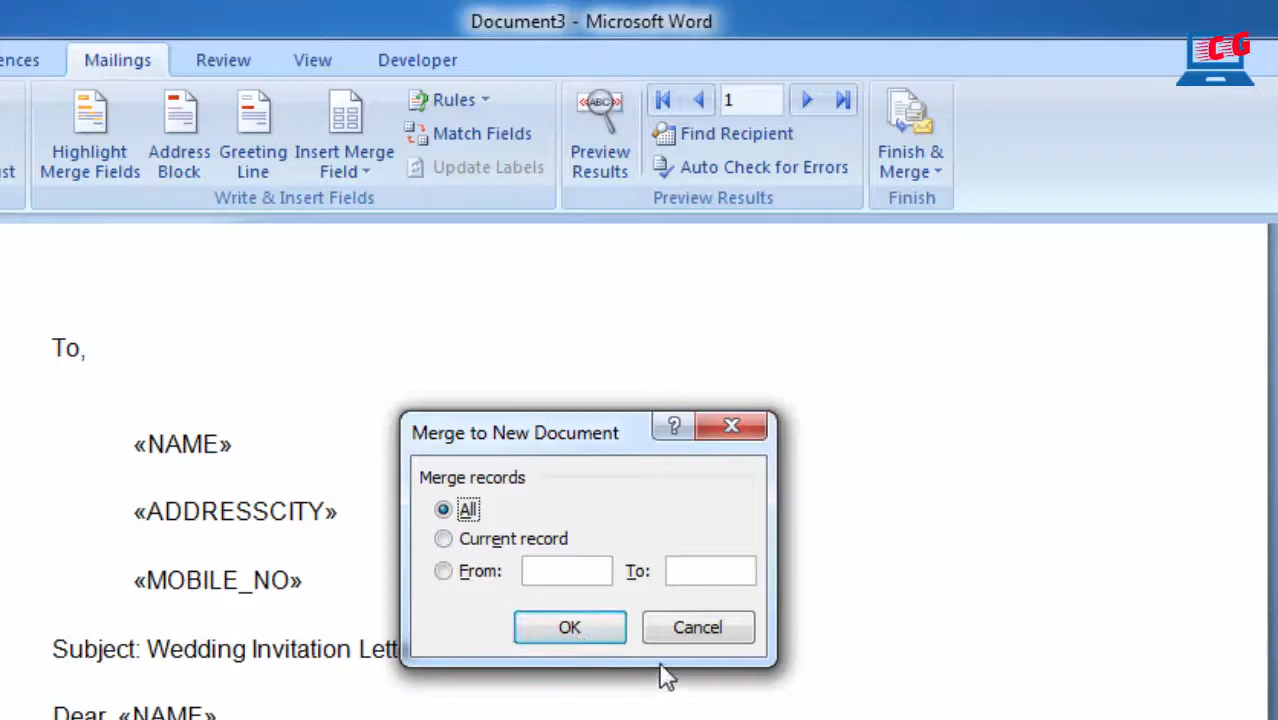 Document3 - Microsoft Word
CG
ences Mailings Review View Developer
Highlight Merge Fields
Address Block
Greeting Line
Insert Merge Field
Rules
Match Fields
Update Labels
Write & Insert Fields
«ABC»
Preview Results
1
Find Recipient
Auto Check for Errors
Preview Results
Finish & Merge
Finish
st
To,
«NAME»
«ADDRESSCITY»
«MOBILE_NO»
Subject: Wedding Invitation Lett
Dear «NAME»
Merge to New Document
?
Merge records
All
Current record
From: To:
OK Cancel